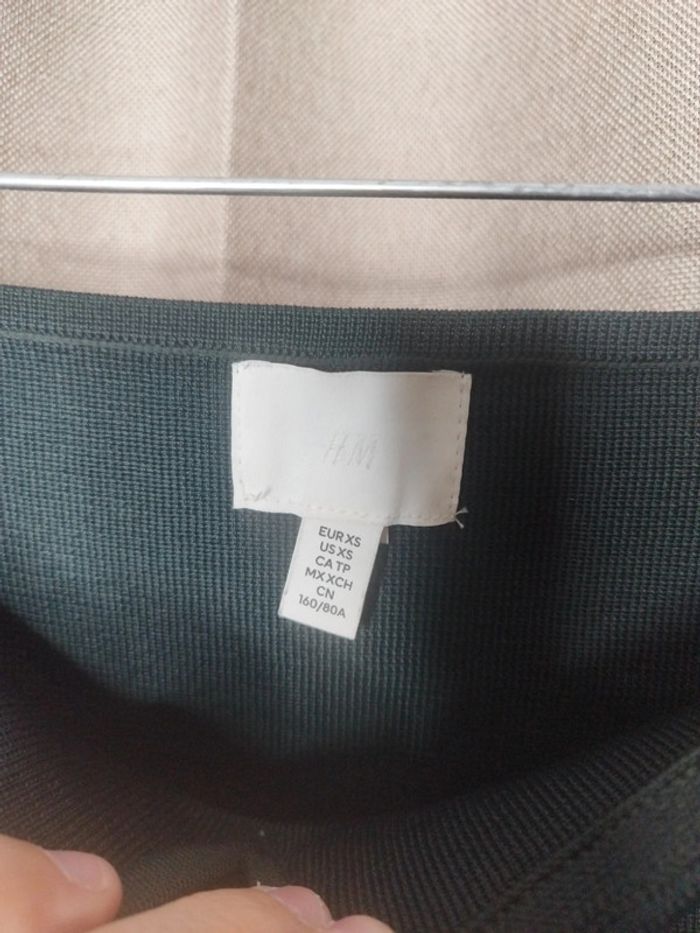 H&M
EUR XS
US XS
CA TP
MX XCH
CN
160/80A